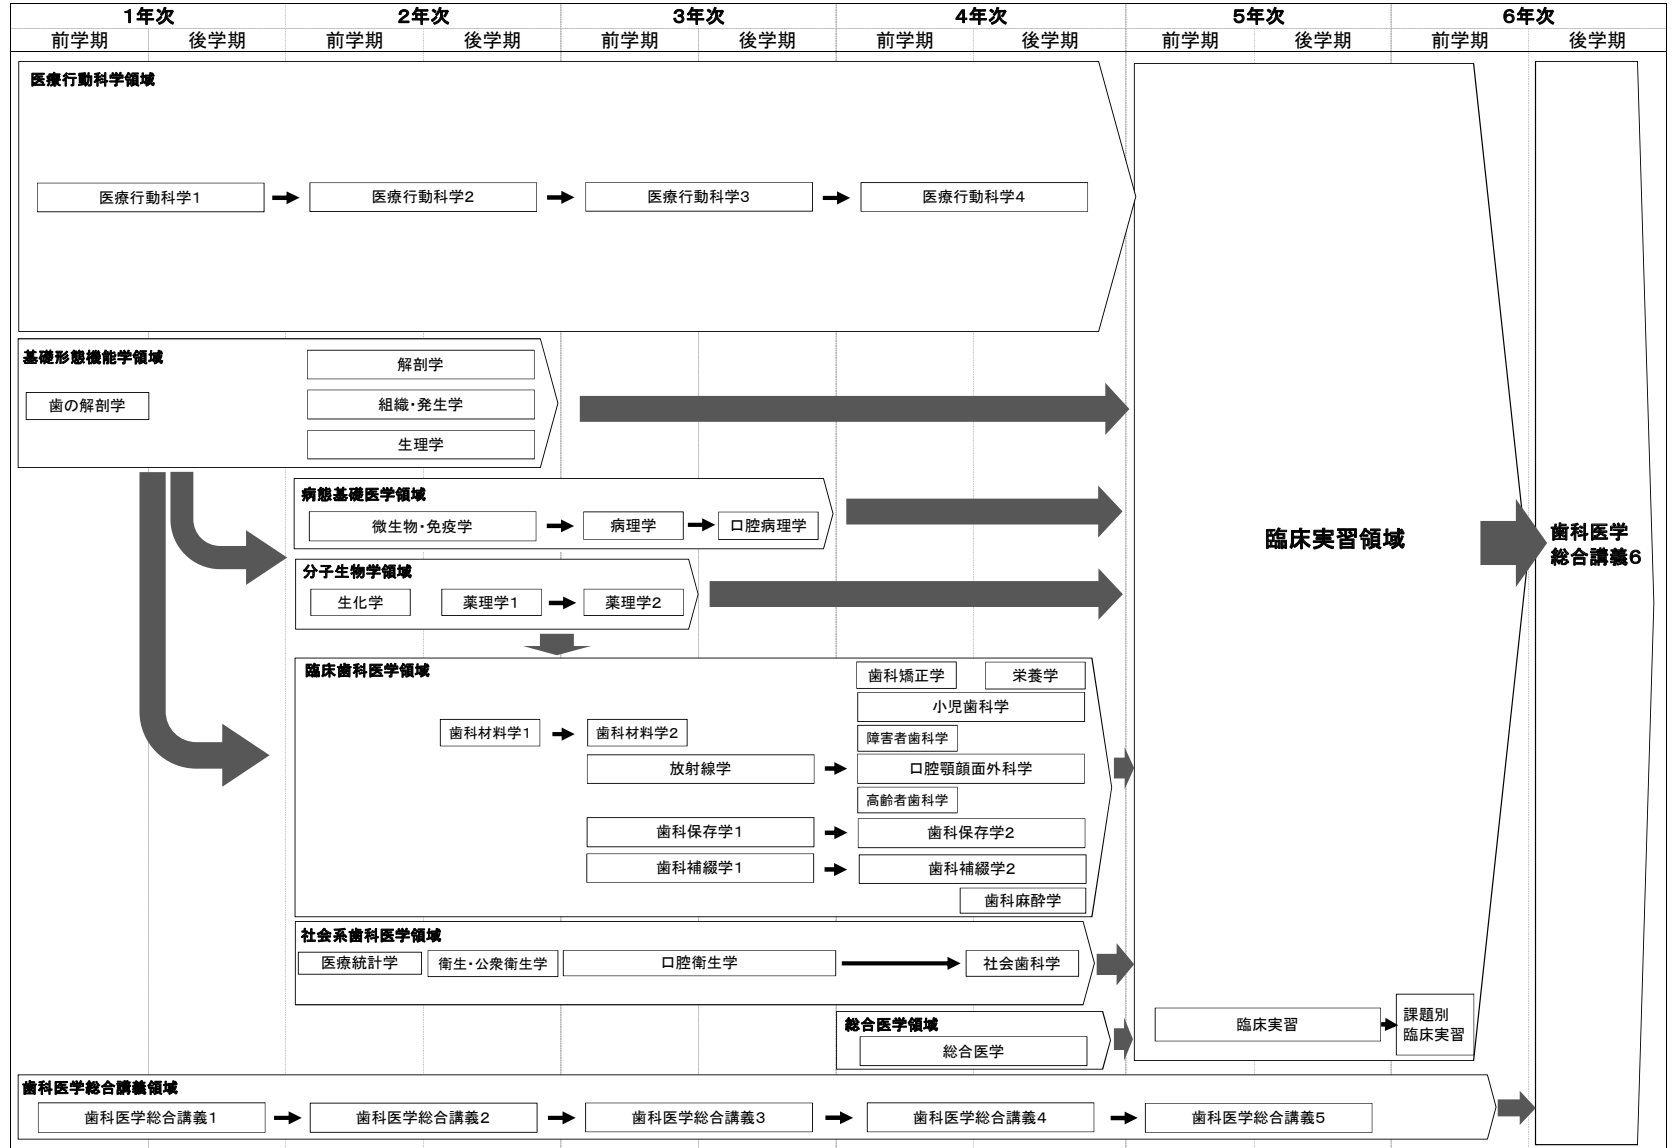 1年次 2年次 3年次 4年次 5年次 6年次
前学期 後学期 前学期 後学期 前学期 後学期 前学期 後学期 前学期 後学期 前学期 後学期
医療行動科学領域
医療行動科学1 医療行動科学2 医療行動科学3 医療行動科学4
基礎形態機能学領域
解剖学
歯の解剖学 組織・発生学
生理学
病態基礎医学領域
微生物・免疫学 病理学 口腔病理学
臨床実習領域
歯科医学
総合講義6
分子生物学領域
生化学 薬理学1 薬理学2
臨床歯科医学領域
歯科矯正学 栄養学
小児歯科学
歯科材料学1 歯科材料学2
障害者歯科学
放射線学 口腔顎顔面外科学
高齢者歯科学
歯科保存学1 歯科保存学2
歯科補綴学1 歯科補綴学2
歯科麻酔学
社会系歯科医学領域
医療統計学 衛生・公衆衛生学 口腔衛生学 社会歯科学
総合医学領域
総合医学
臨床実習
課題別
臨床実習
歯科医学総合講義領域
歯科医学総合講義1 歯科医学総合講義2 歯科医学総合講義3 歯科医学総合講義4 歯科医学総合講義5